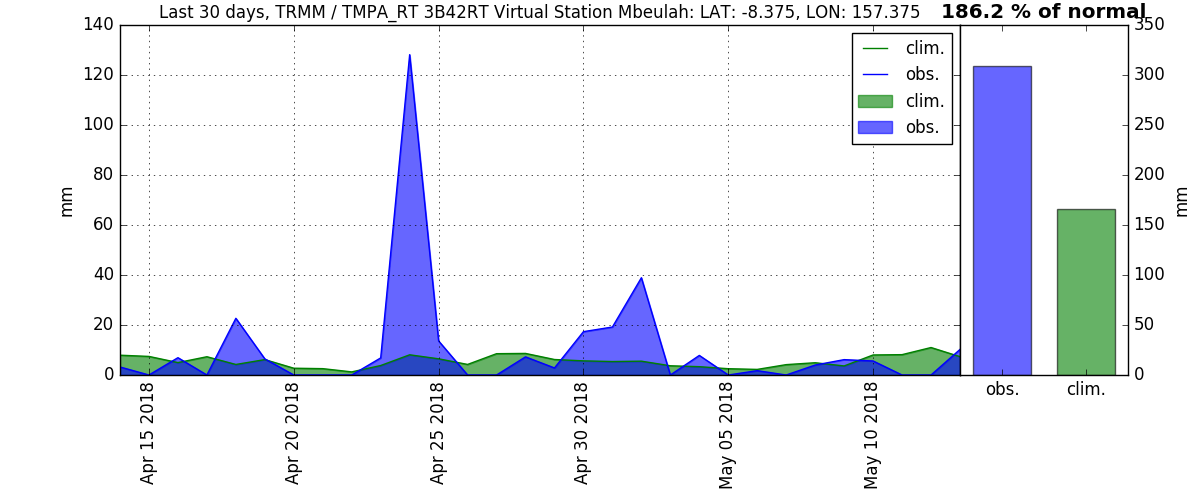 Last 30 days, TRMM / TMPA_RT 3B42RT Virtual Station Mbeulah: LAT: -8.375, LON: 157.375
186.2 % of normal
140
120
100
80
60
40
20
0
mm
clim.
obs.
clim.
obs.
350
300
250
200
150
100
50
0
mm
Apr 15 2018
Apr 20 2018
Apr 25 2018
Apr 30 2018
May 05 2018
May 10 2018
obs.
clim.